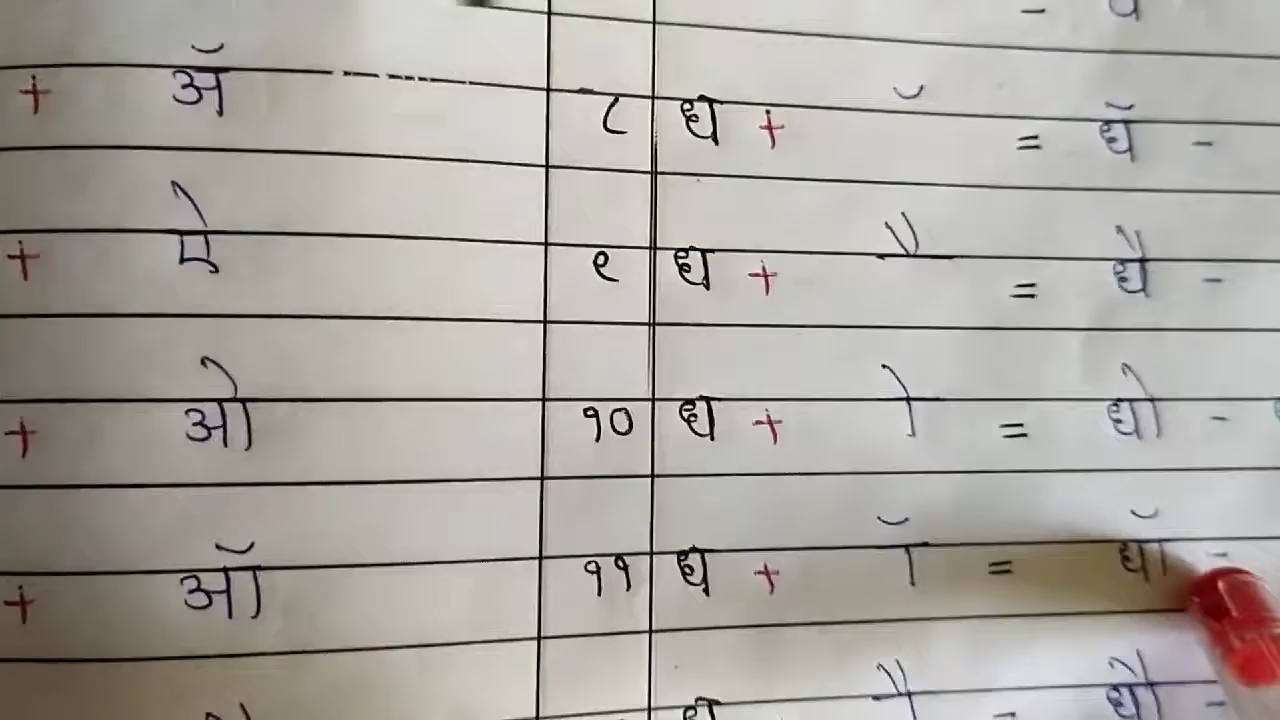 + ॲ ८ ध + ॅ = धॅ -
+ ऐ ९ ध + ै = धै -
+ ओ १० ध + ो = धो -
+ ऑ ११ ध + ॉ = धॉ -
ध + ौ = धौ -